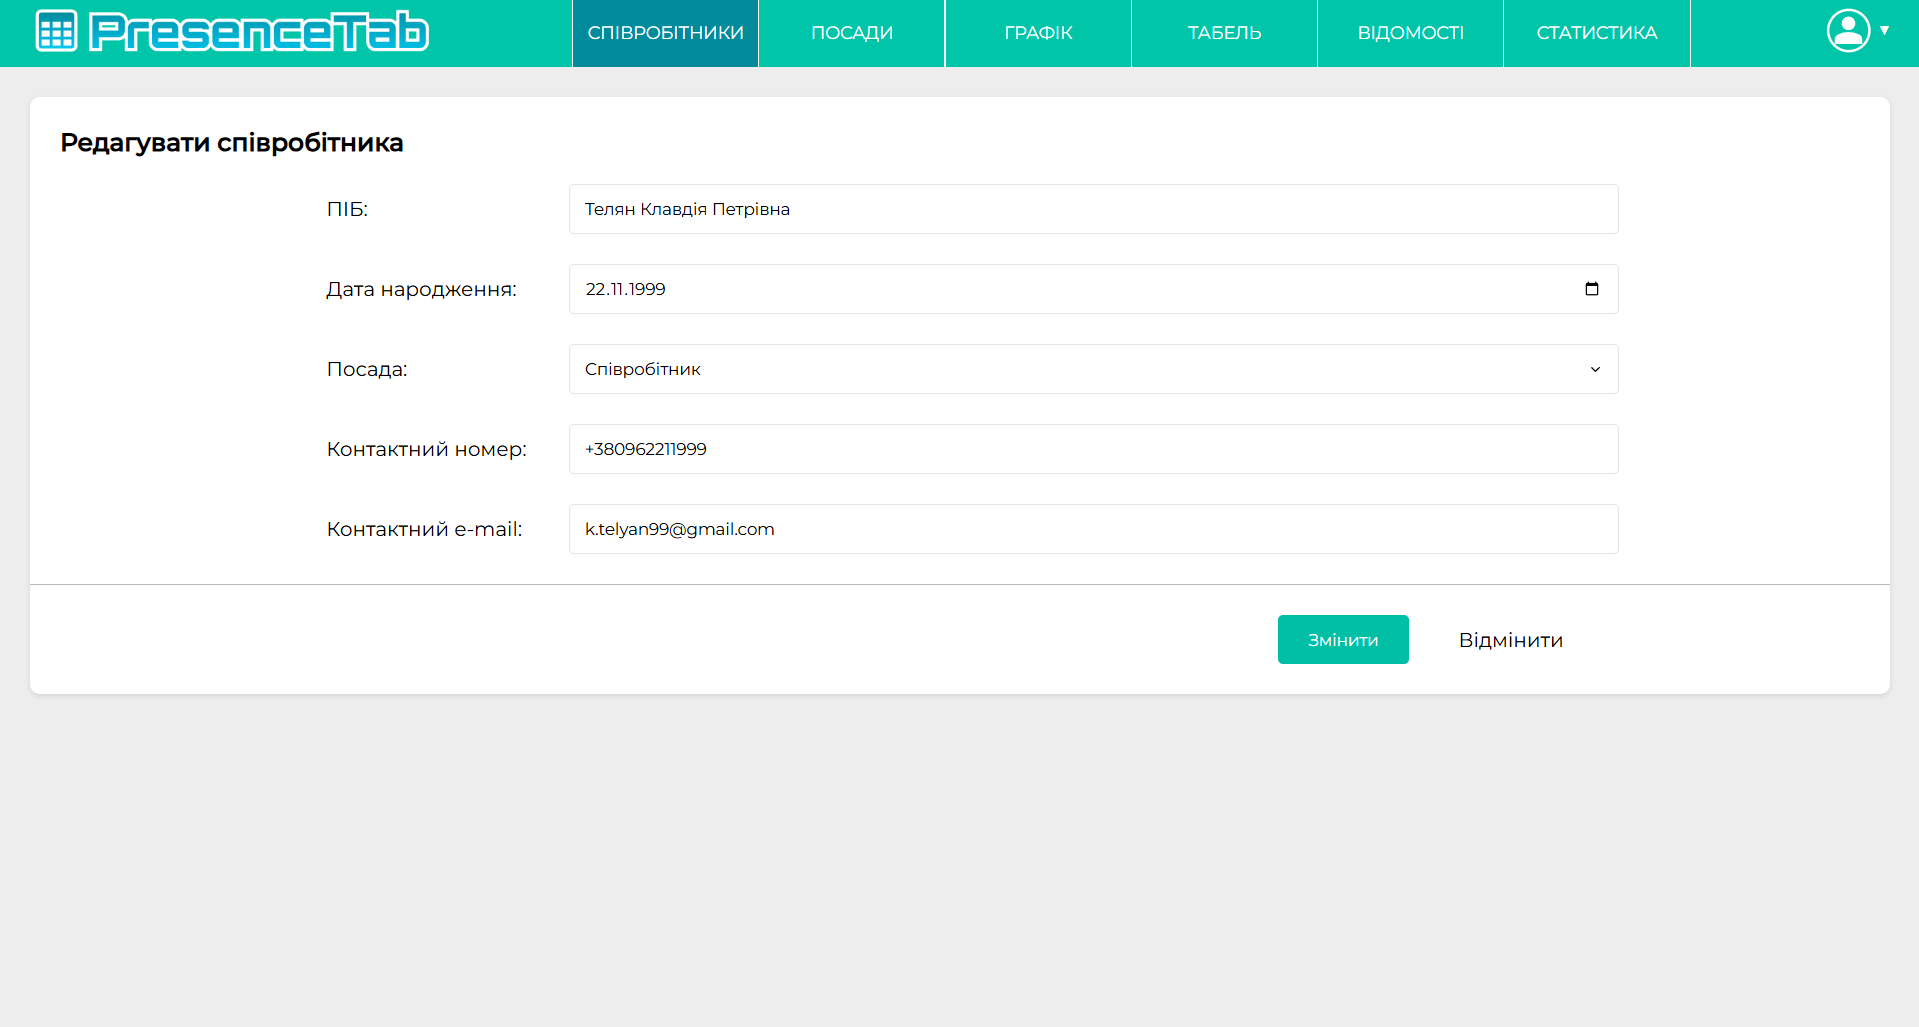 PresenceTab
СПІВРОБІТНИКИ
ПОСАДИ
ГРАФІК
ТАБЕЛЬ
ВІДОМОСТІ
СТАТИСТИКА
Редагувати співробітника
ПІБ: Телян Клавдія Петрівна
Дата народження: 22.11.1999
Посада: Співробітник
Контактний номер: +380962211999
Контактний e-mail: k.telyan99@gmail.com
Змінити
Відмінити